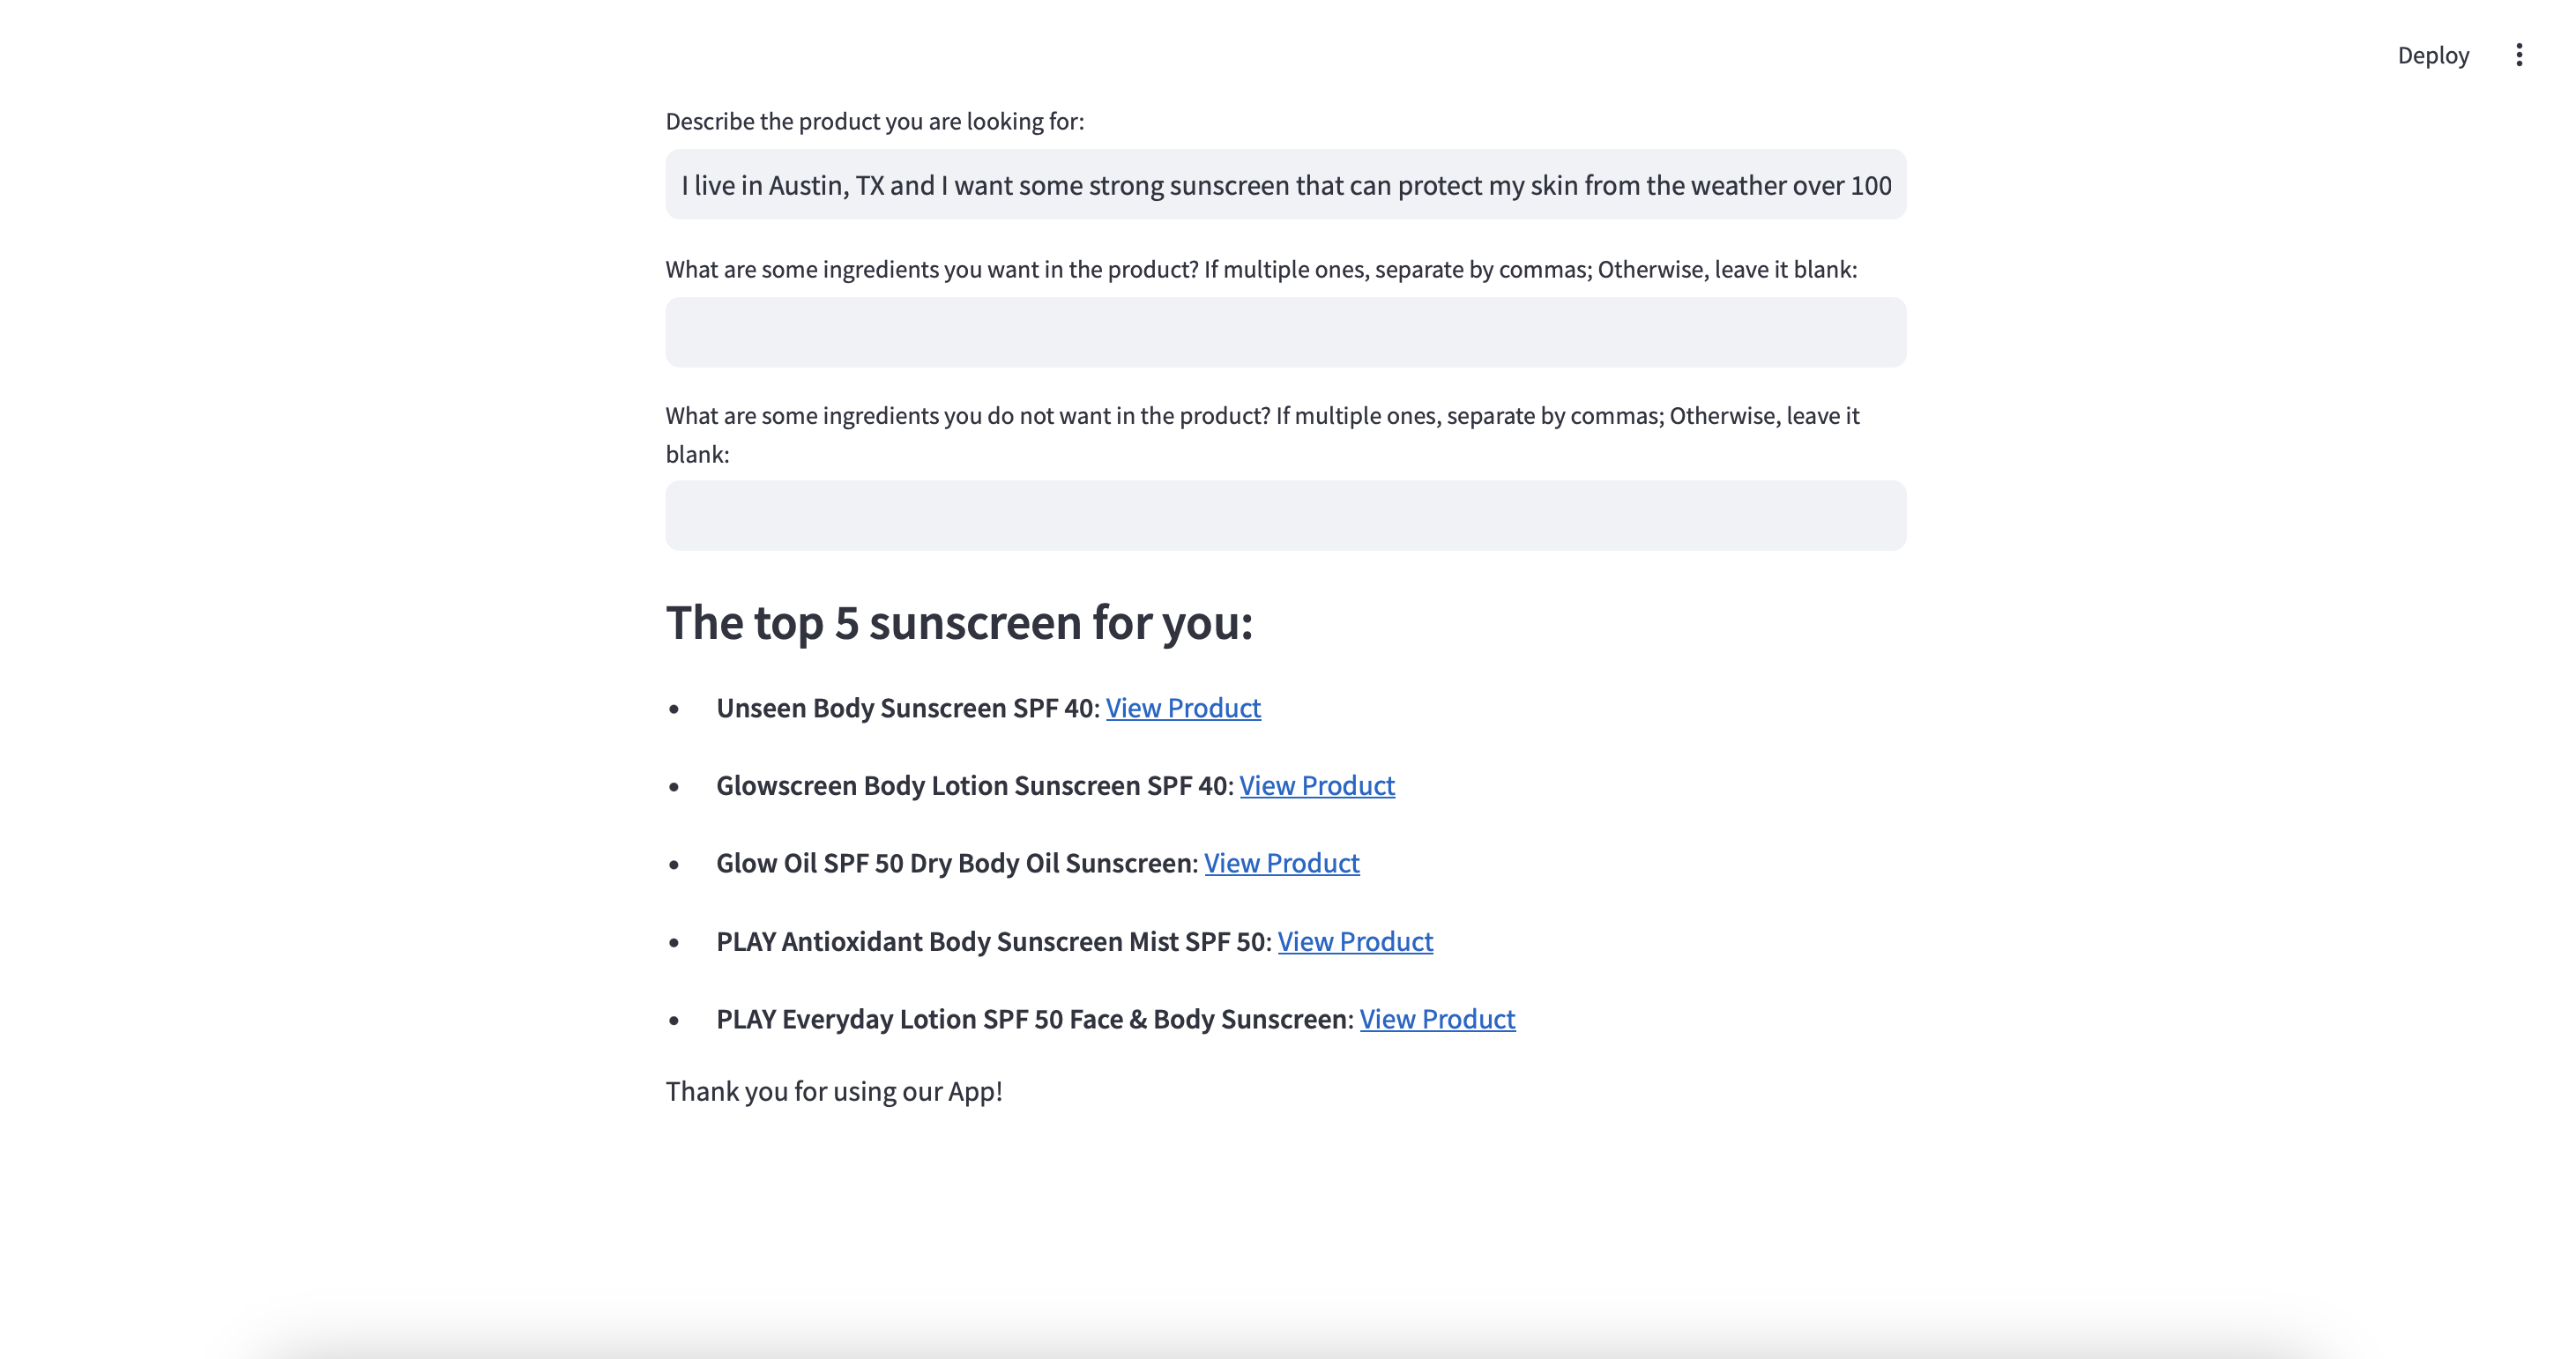 Deploy
Describe the product you are looking for:
I live in Austin, TX and I want some strong sunscreen that can protect my skin from the weather over 100
What are some ingredients you want in the product? If multiple ones, separate by commas; Otherwise, leave it blank:
What are some ingredients you do not want in the product? If multiple ones, separate by commas; Otherwise, leave it
blank:
The top 5 sunscreen for you:
• Unseen Body Sunscreen SPF 40: View Product
• Glowscreen Body Lotion Sunscreen SPF 40: View Product
• Glow Oil SPF 50 Dry Body Oil Sunscreen: View Product
• PLAY Antioxidant Body Sunscreen Mist SPF 50: View Product
• PLAY Everyday Lotion SPF 50 Face & Body Sunscreen: View Product
Thank you for using our App!